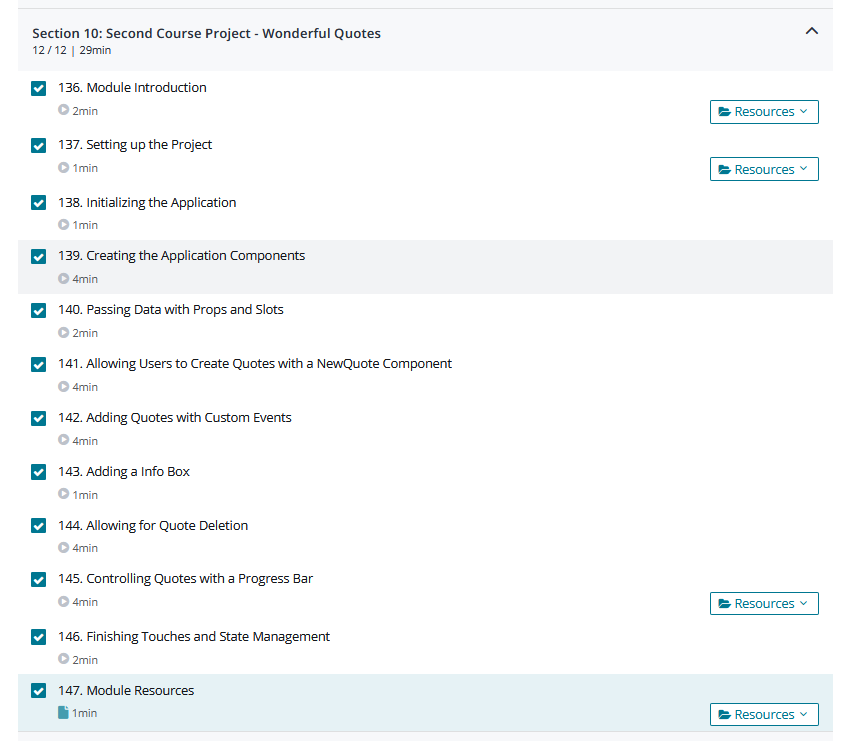 Section 10: Second Course Project - Wonderful Quotes
12 / 12 | 29min
136. Module Introduction
2min
Resources
137. Setting up the Project
1min
Resources
138. Initializing the Application
1min
139. Creating the Application Components
4min
140. Passing Data with Props and Slots
2min
141. Allowing Users to Create Quotes with a NewQuote Component
4min
142. Adding Quotes with Custom Events
4min
143. Adding a Info Box
1min
144. Allowing for Quote Deletion
4min
145. Controlling Quotes with a Progress Bar
4min
Resources
146. Finishing Touches and State Management
2min
147. Module Resources
1min
Resources